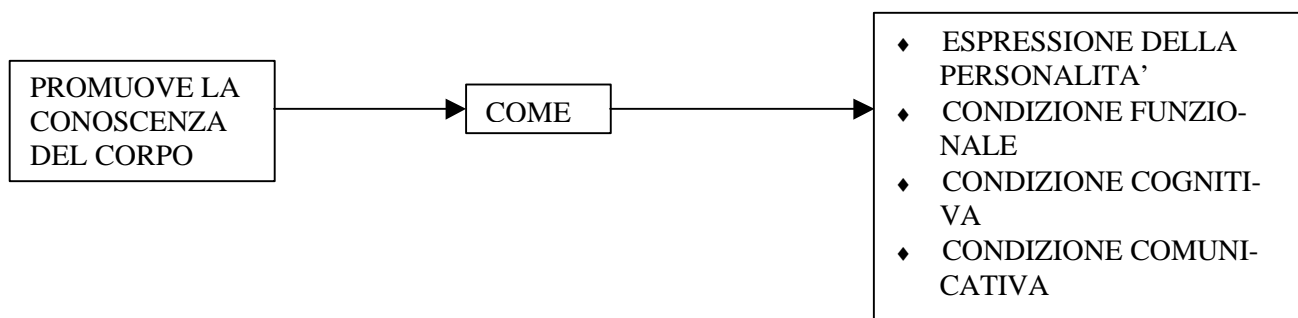 PROMUOVE LA
CONOSCENZA
DEL CORPO
COME
♦ ESPRESSIONE DELLA
PERSONALITA’
♦ CONDIZIONE FUNZIO-
NALE
♦ CONDIZIONE COGNITI-
VA
♦ CONDIZIONE COMUNI-
CATIVA